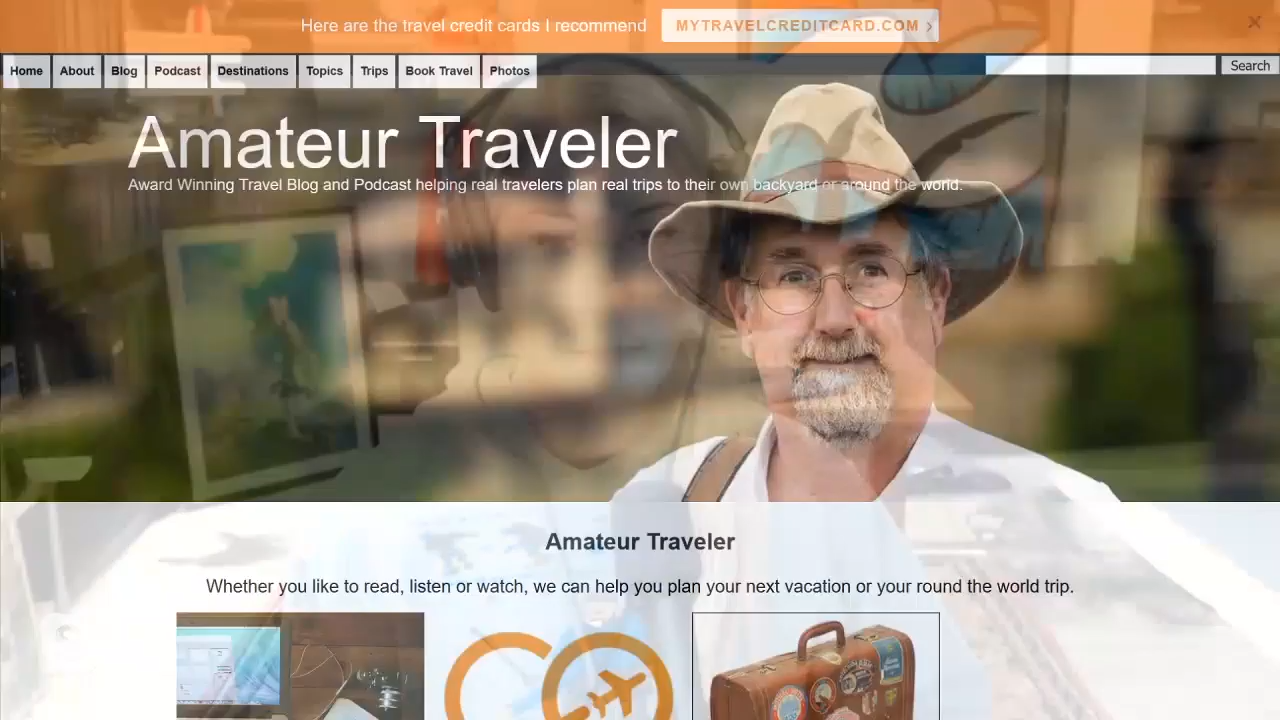 Here are the travel credit cards I recommend MYTRAVELCREDITCARD.COM
Home About Blog Podcast Destinations Topics Trips Book Travel Photos Search
Amateur Traveler
Award Winning Travel Blog and Podcast helping real travelers plan real trips to their own backyard or around the world.
Amateur Traveler
Whether you like to read, listen or watch, we can help you plan your next vacation or your round the world trip.